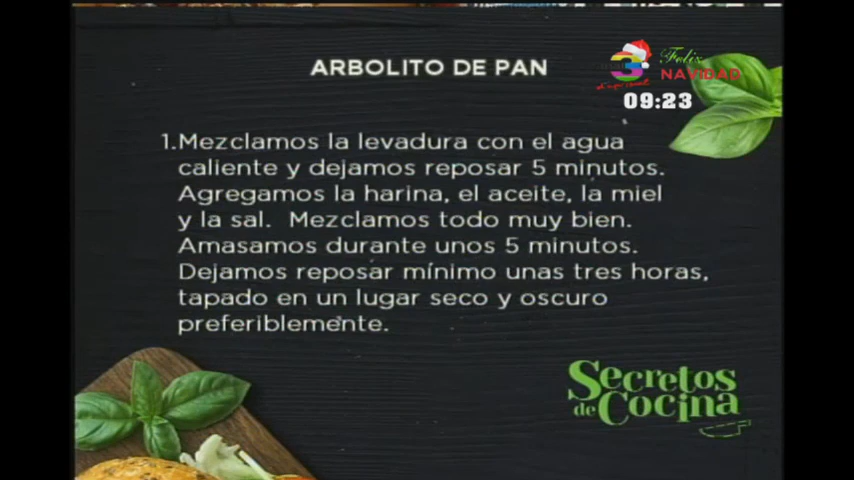 ARBOLITO DE PAN
3
Feliz
NAVIDAD
09:23
1.Mezclamos la levadura con el agua
caliente y dejamos reposar 5 minutos.
Agregamos la harina, el aceite, la miel
y la sal. Mezclamos todo muy bien.
Amasamos durante unos 5 minutos.
Dejamos reposar mínimo unas tres horas,
tapado en un lugar seco y oscuro
preferiblemente.
Secretos
de Cocina